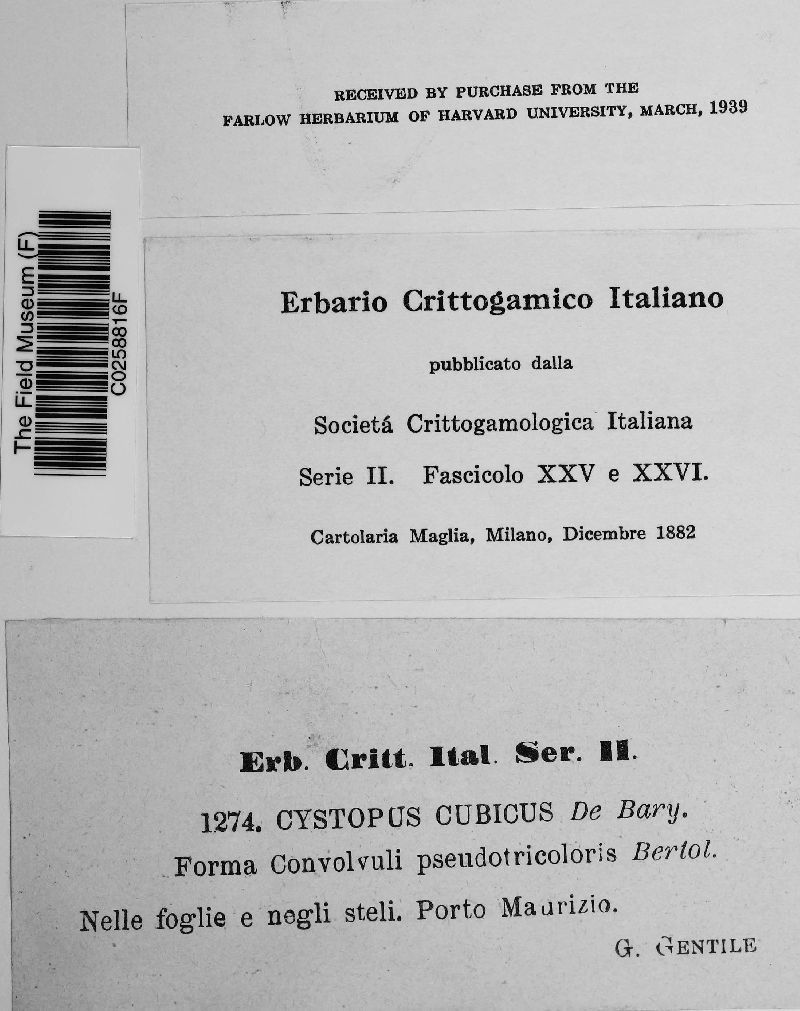 RECEIVED BY PURCHASE FROM THE
FARLOW HERBARIUM OF HARVARD UNIVERSITY, MARCH, 1939
The Field Museum (F)
C0258816F
Erbario Crittogamico Italiano
pubblicato dalla
Societá Crittogamologica Italiana
Serie II. Fascicolo XXV e XXVI.
Cartolaria Maglia, Milano, Dicembre 1882
Erb. Critt. Ital. Ser. II.
1274. CYSTOPUS CUBICUS De Bary.
Forma Convolvuli pseudotricoloris Bertol.
Nelle foglie e negli steli. Porto Maurizio.
G. GENTILE